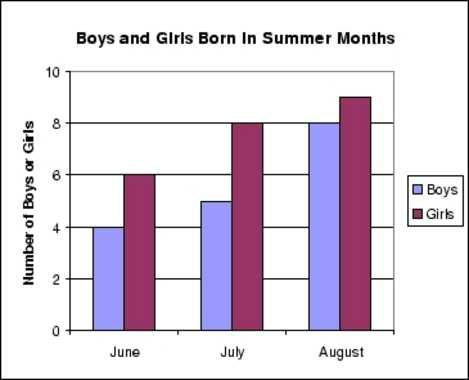 Boys and Girls Born in Summer Months
Number of Boys or Girls
10
8
6
4
2
0
June July August
Boys
Girls